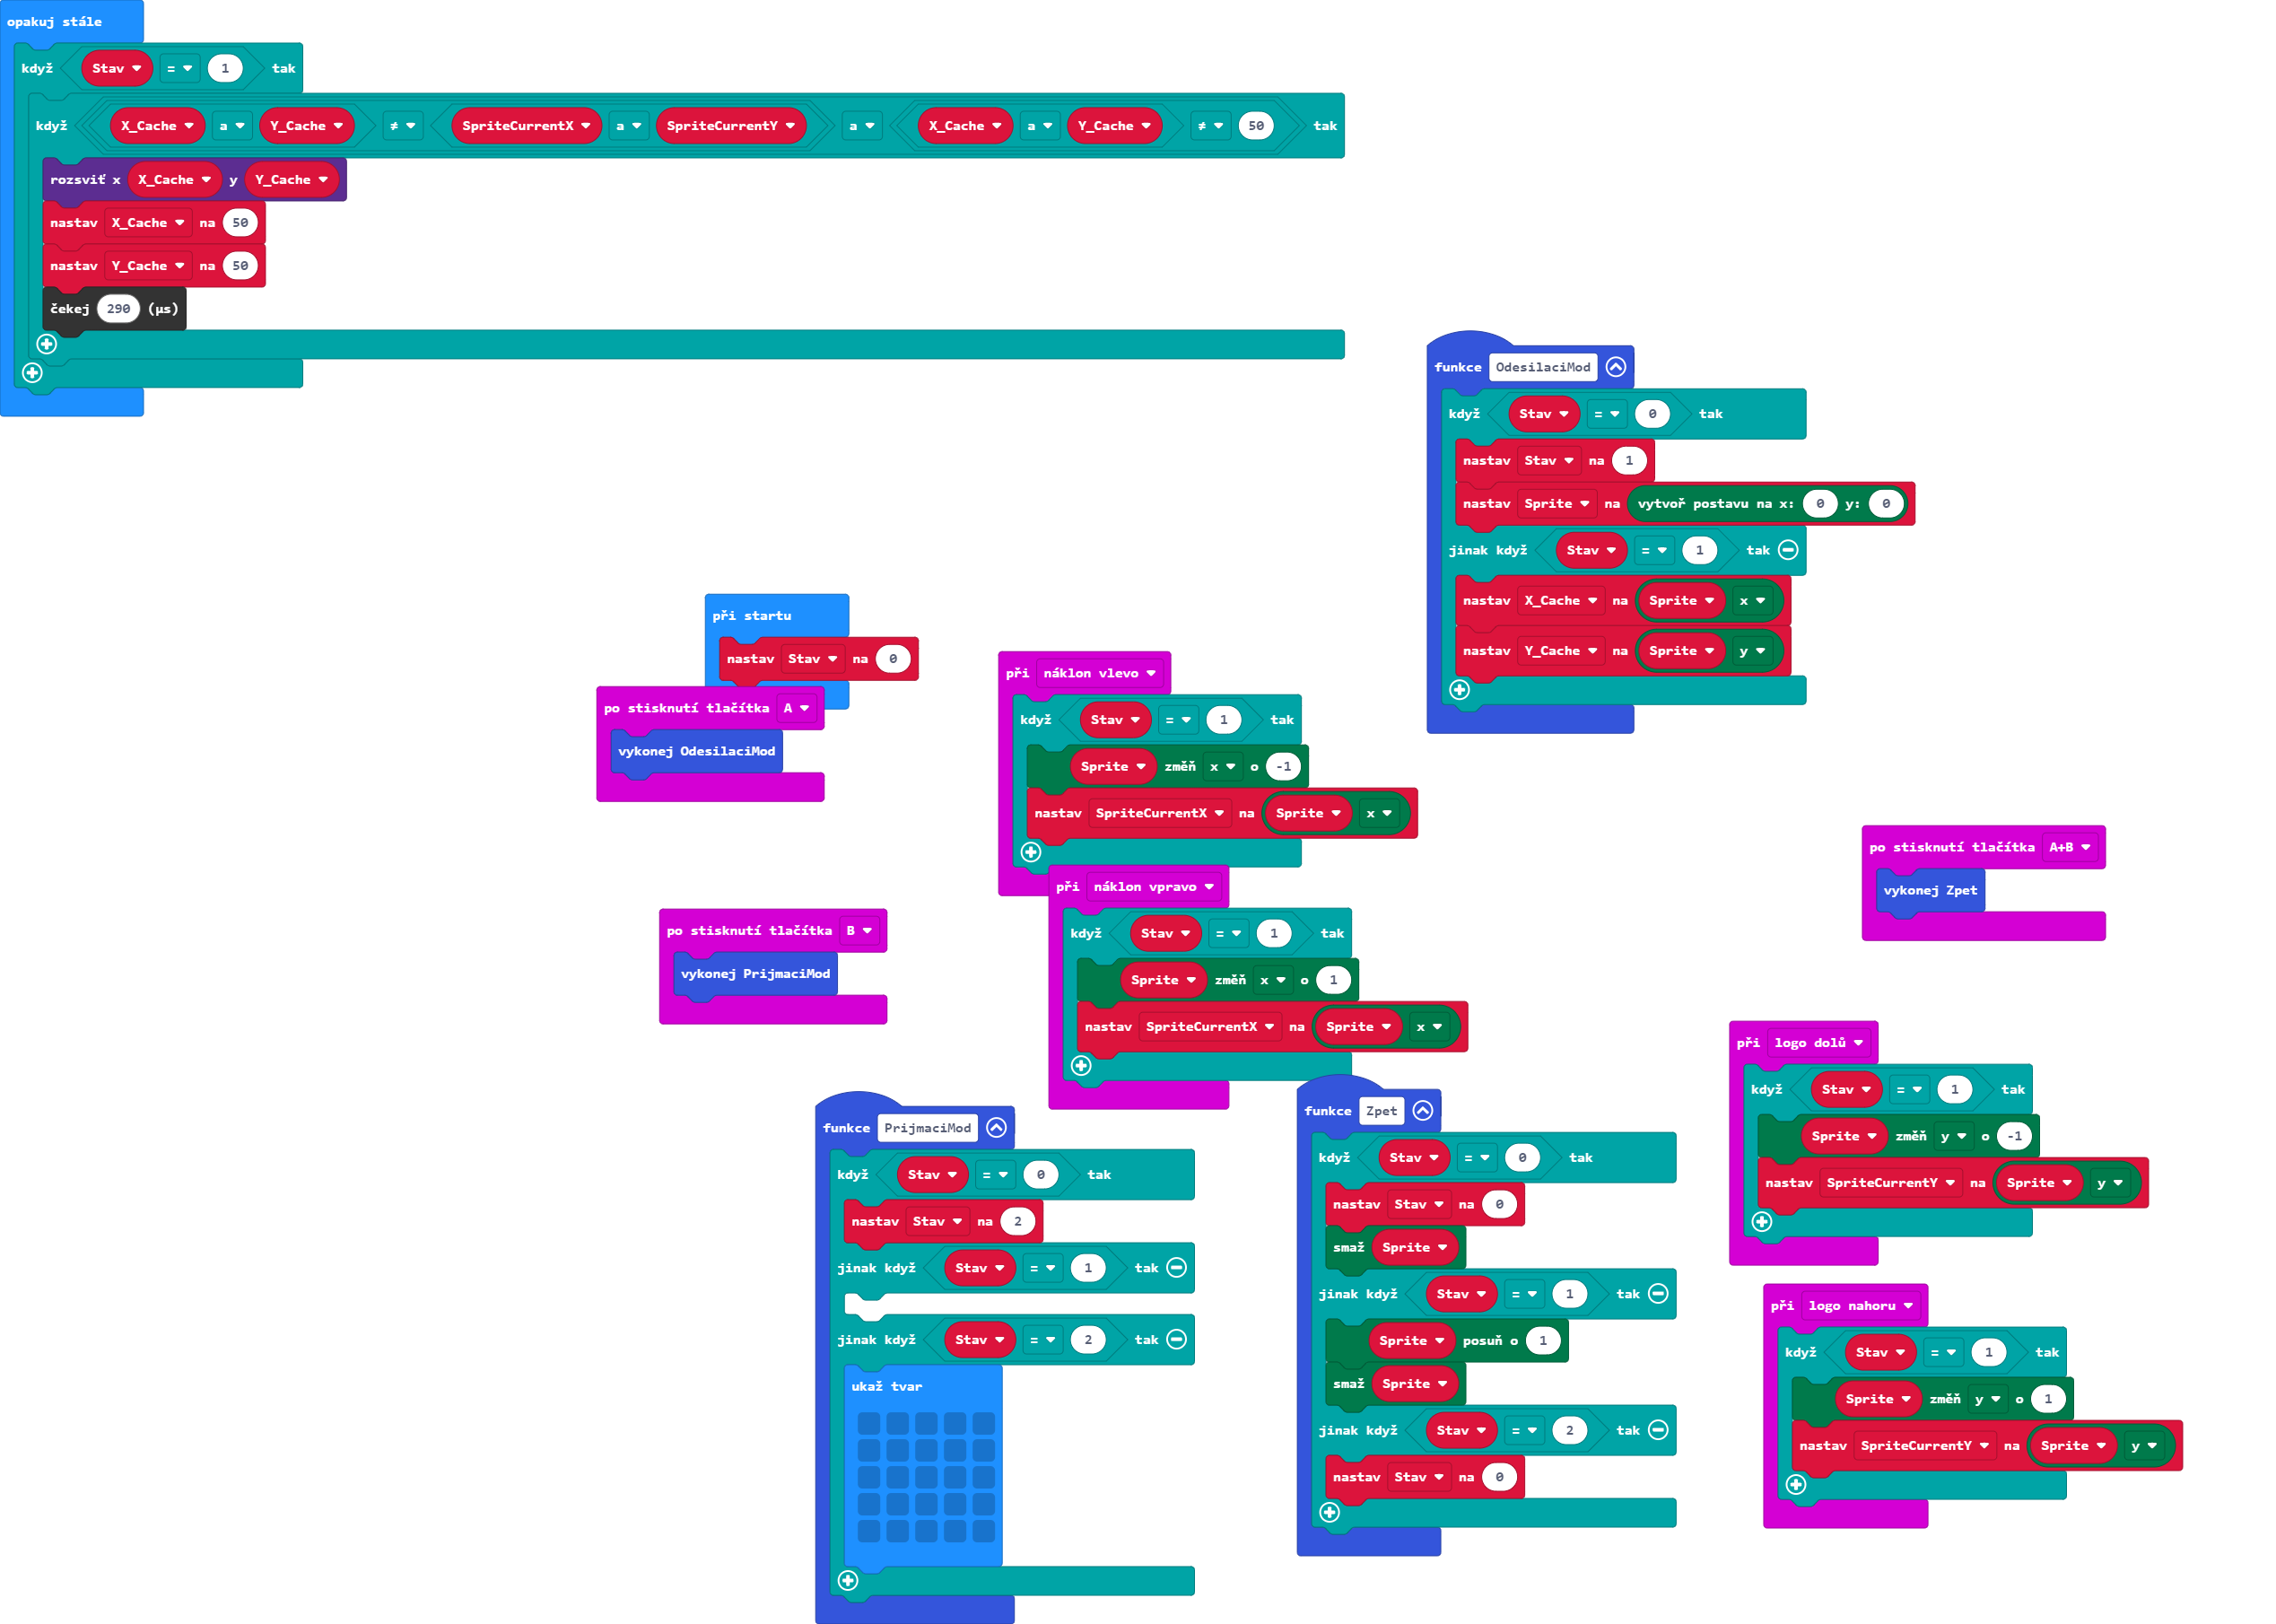 opakuj stále
když Stav = 1 tak
když X_Cache a Y_Cache ≠ SpriteCurrentX a SpriteCurrentY a X_Cache a Y_Cache ≠ 50 tak
rozsviť x X_Cache y Y_Cache
nastav X_Cache na 50
nastav Y_Cache na 50
čekej 290 (µs)
funkce OdesilaciMod
když Stav = 0 tak
nastav Stav na 1
nastav Sprite na vytvoř postavu na x: 0 y: 0
jinak když Stav = 1 tak
nastav X_Cache na Sprite x
nastav Y_Cache na Sprite y
při startu
nastav Stav na 0
po stisknutí tlačítka A
vykonej OdesilaciMod
při náklon vlevo
když Stav = 1 tak
Sprite změň x o -1
nastav SpriteCurrentX na Sprite x
při náklon vpravo
když Stav = 1 tak
Sprite změň x o 1
nastav SpriteCurrentX na Sprite x
po stisknutí tlačítka A+B
vykonej Zpet
po stisknutí tlačítka B
vykonej PrijmaciMod
funkce PrijmaciMod
když Stav = 0 tak
nastav Stav na 2
jinak když Stav = 1 tak
jinak když Stav = 2 tak
ukaž tvar
funkce Zpet
když Stav = 0 tak
nastav Stav na 0
smaž Sprite
jinak když Stav = 1 tak
Sprite posuň o 1
smaž Sprite
jinak když Stav = 2 tak
nastav Stav na 0
při logo dolů
když Stav = 1 tak
Sprite změň y o -1
nastav SpriteCurrentY na Sprite y
při logo nahoru
když Stav = 1 tak
Sprite změň y o 1
nastav SpriteCurrentY na Sprite y